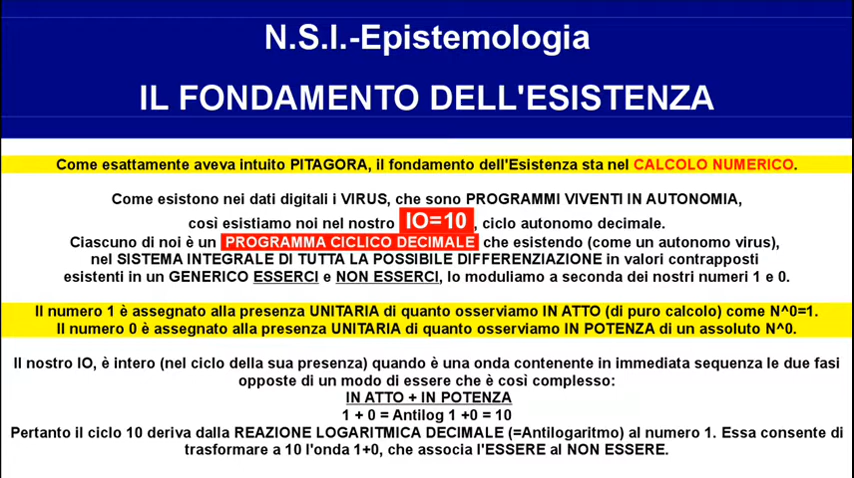 N.S.I.-Epistemologia
IL FONDAMENTO DELL'ESISTENZA
Come esattamente aveva intuito PITAGORA, il fondamento dell'Esistenza sta nel CALCOLO NUMERICO.
Come esistono nei dati digitali i VIRUS, che sono PROGRAMMI VIVENTI IN AUTONOMIA,
così esistiamo noi nel nostro IO=10, ciclo autonomo decimale.
Ciascuno di noi è un PROGRAMMA CICLICO DECIMALE che esistendo (come un autonomo virus),
nel SISTEMA INTEGRALE DI TUTTA LA POSSIBILE DIFFERENZIAZIONE in valori contrapposti
esistenti in un GENERICO ESSERCI e NON ESSERCI, lo moduliamo a seconda dei nostri numeri 1 e 0.
Il numero 1 è assegnato alla presenza UNITARIA di quanto osserviamo IN ATTO (di puro calcolo) come N^0=1.
Il numero 0 è assegnato alla presenza UNITARIA di quanto osserviamo IN POTENZA di un assoluto N^0.
Il nostro IO, è intero (nel ciclo della sua presenza) quando è una onda contenente in immediata sequenza le due fasi
opposte di un modo di essere che è così complesso:
IN ATTO + IN POTENZA
1 + 0 = Antilog 1 +0 = 10
Pertanto il ciclo 10 deriva dalla REAZIONE LOGARITMICA DECIMALE (=Antilogaritmo) al numero 1. Essa consente di
trasformare a 10 l'onda 1+0, che associa l'ESSERE al NON ESSERE.